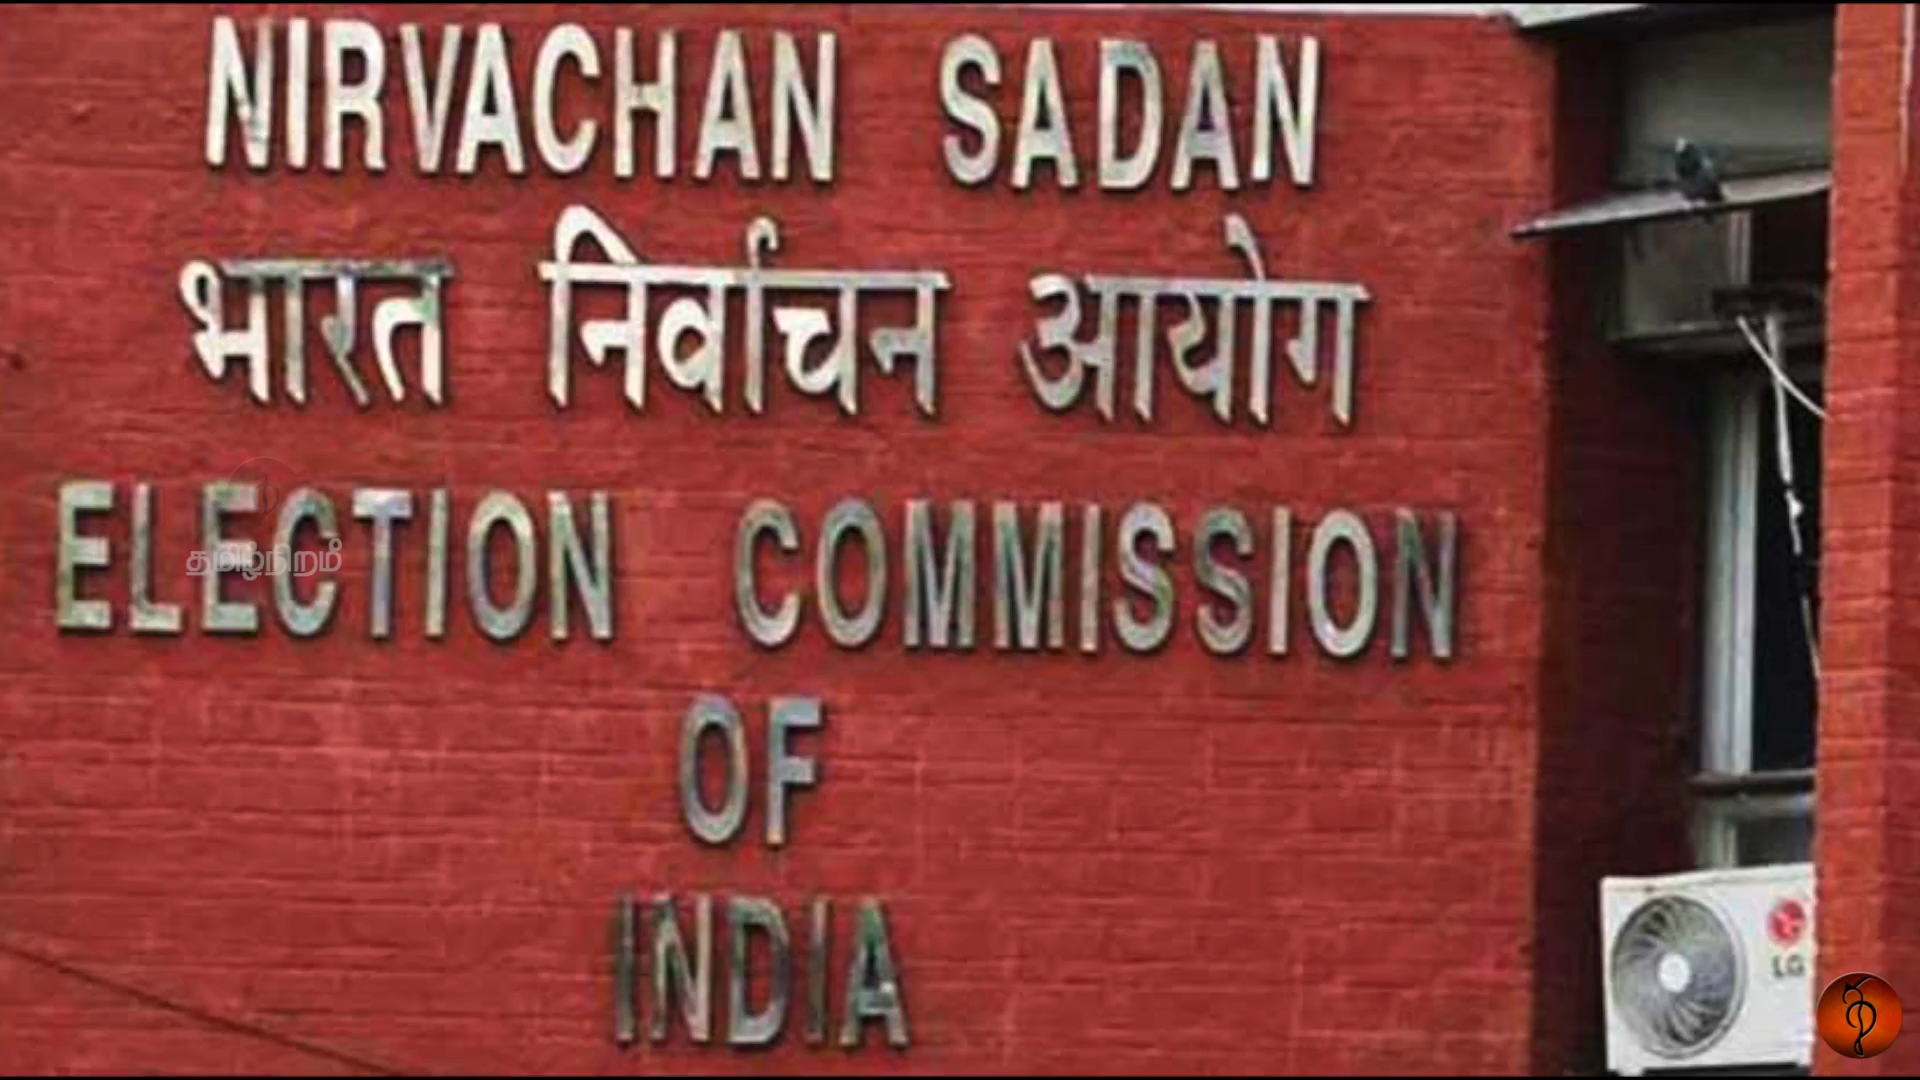 NIRVACHAN SADAN
भारत निर्वाचन आयोग
ELECTION COMMISSION
தமிழ்நிறம்
OF
INDIA
LG